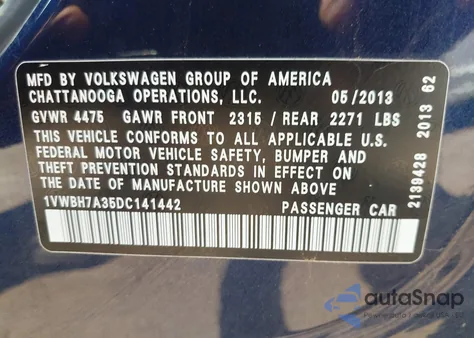 MFD BY VOLKSWAGEN GROUP OF AMERICA
CHATTANOOGA OPERATIONS, LLC. 05/2013
GVWR 4475 GAWR FRONT 2315 / REAR 2271 LBS
THIS VEHICLE CONFORMS TO ALL APPLICABLE U.S.
FEDERAL MOTOR VEHICLE SAFETY, BUMPER AND
THEFT PREVENTION STANDARDS IN EFFECT ON
THE DATE OF MANUFACTURE SHOWN ABOVE.
1VWBH7A35DC141442 PASSENGER CAR
2139428 2013 62
autoSnap